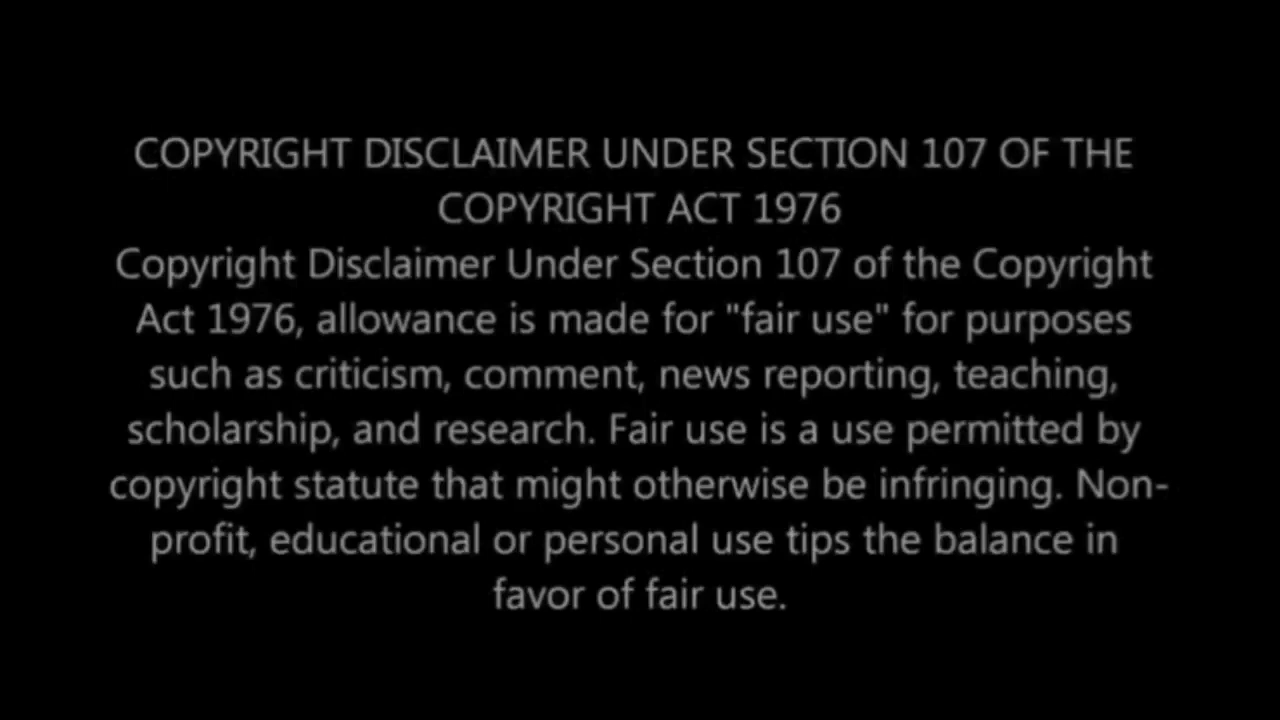 COPYRIGHT DISCLAIMER UNDER SECTION 107 OF THE
COPYRIGHT ACT 1976
Copyright Disclaimer Under Section 107 of the Copyright
Act 1976, allowance is made for "fair use" for purposes
such as criticism, comment, news reporting, teaching,
scholarship, and research. Fair use is a use permitted by
copyright statute that might otherwise be infringing. Non-
profit, educational or personal use tips the balance in
favor of fair use.